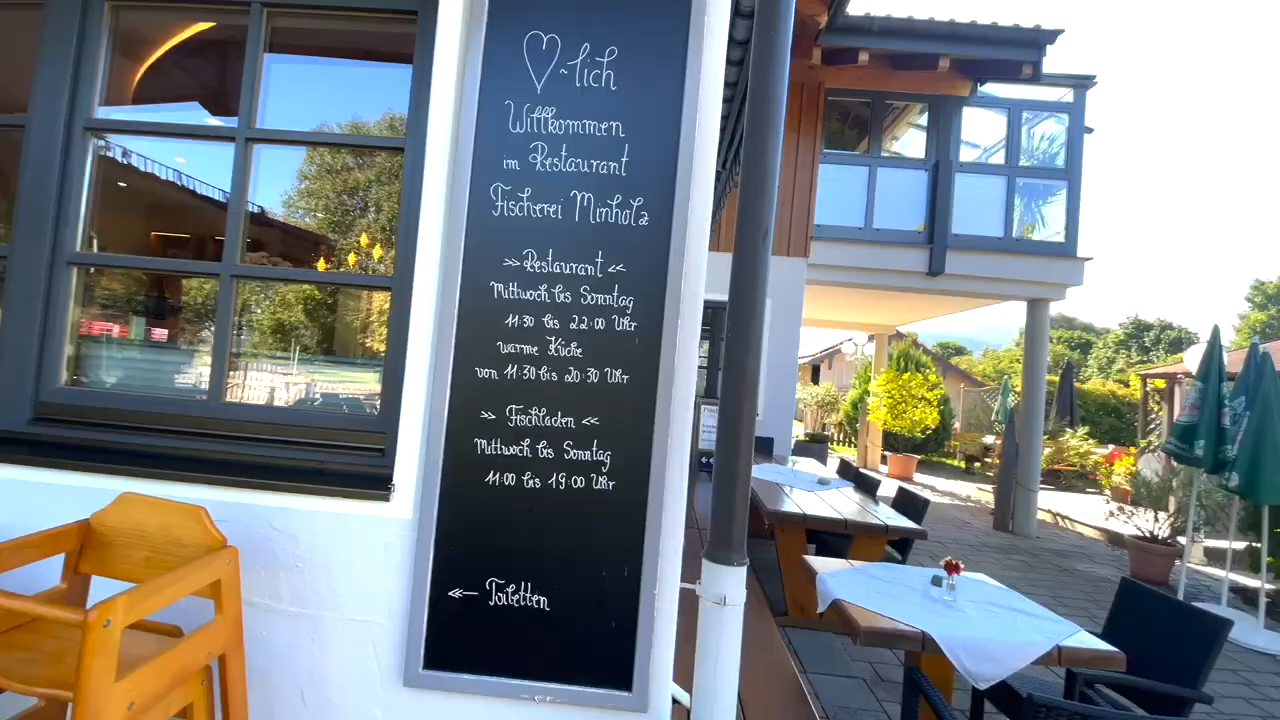 ♡~lich
Willkommen
im Restaurant
Fischerei Minholz
>> Restaurant <<
Mittwoch bis Sonntag
11:30 bis 22:00 Uhr
warme Küche
von 11:30 bis 20:30 Uhr
>> Fischladen <<
Mittwoch bis Sonntag
11:00 bis 19:00 Uhr
<<— Toiletten